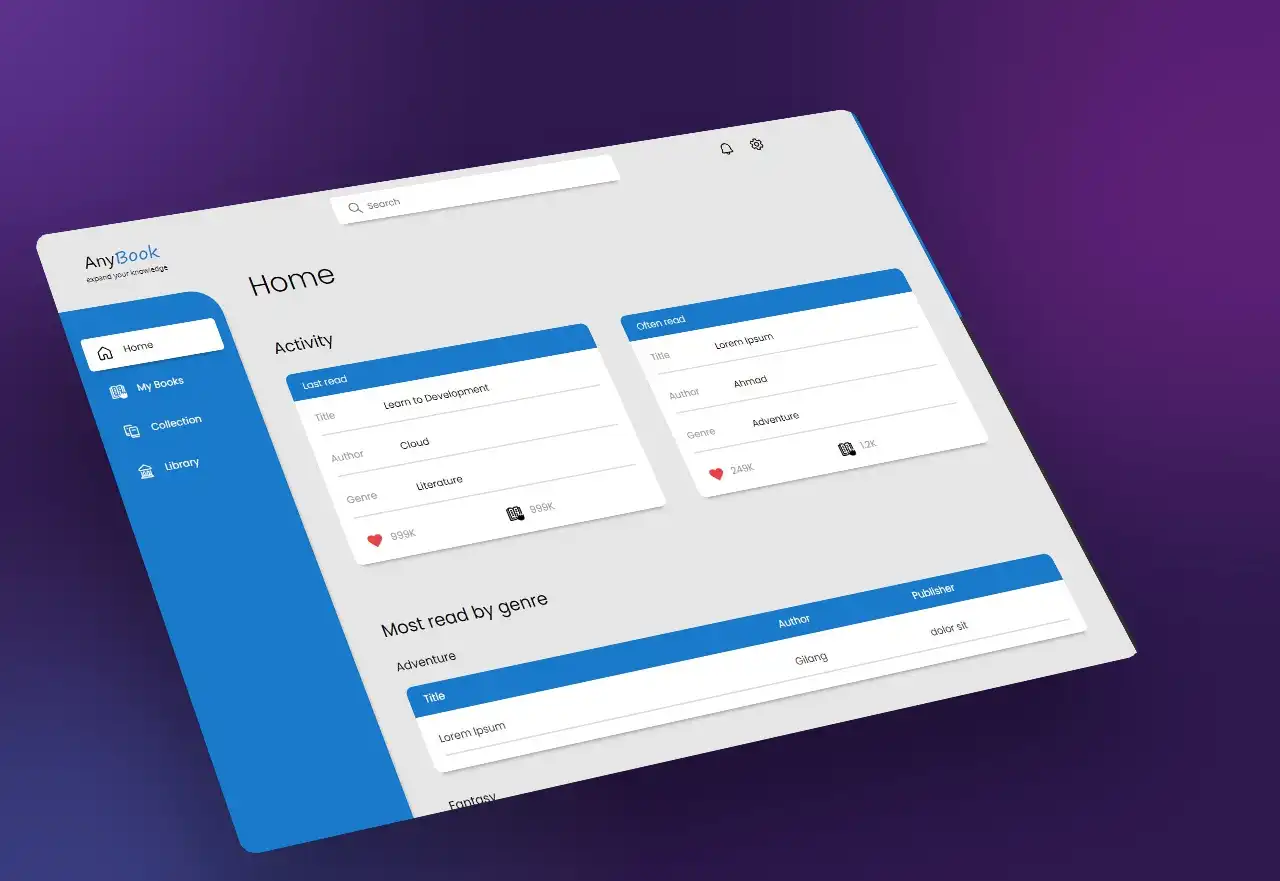 Search
AnyBook
expand your knowledge
Home
Home
My Books
Collection
Library
Activity
Last read
Title Learn to Development
Author Cloud
Genre Literature
999K 999K
Often read
Title Lorem Ipsum
Author Ahmad
Genre Adventure
249K 1.2K
Most read by genre
Adventure
Title Author Publisher
Lorem Ipsum Gilang dolor sit
Fantasy